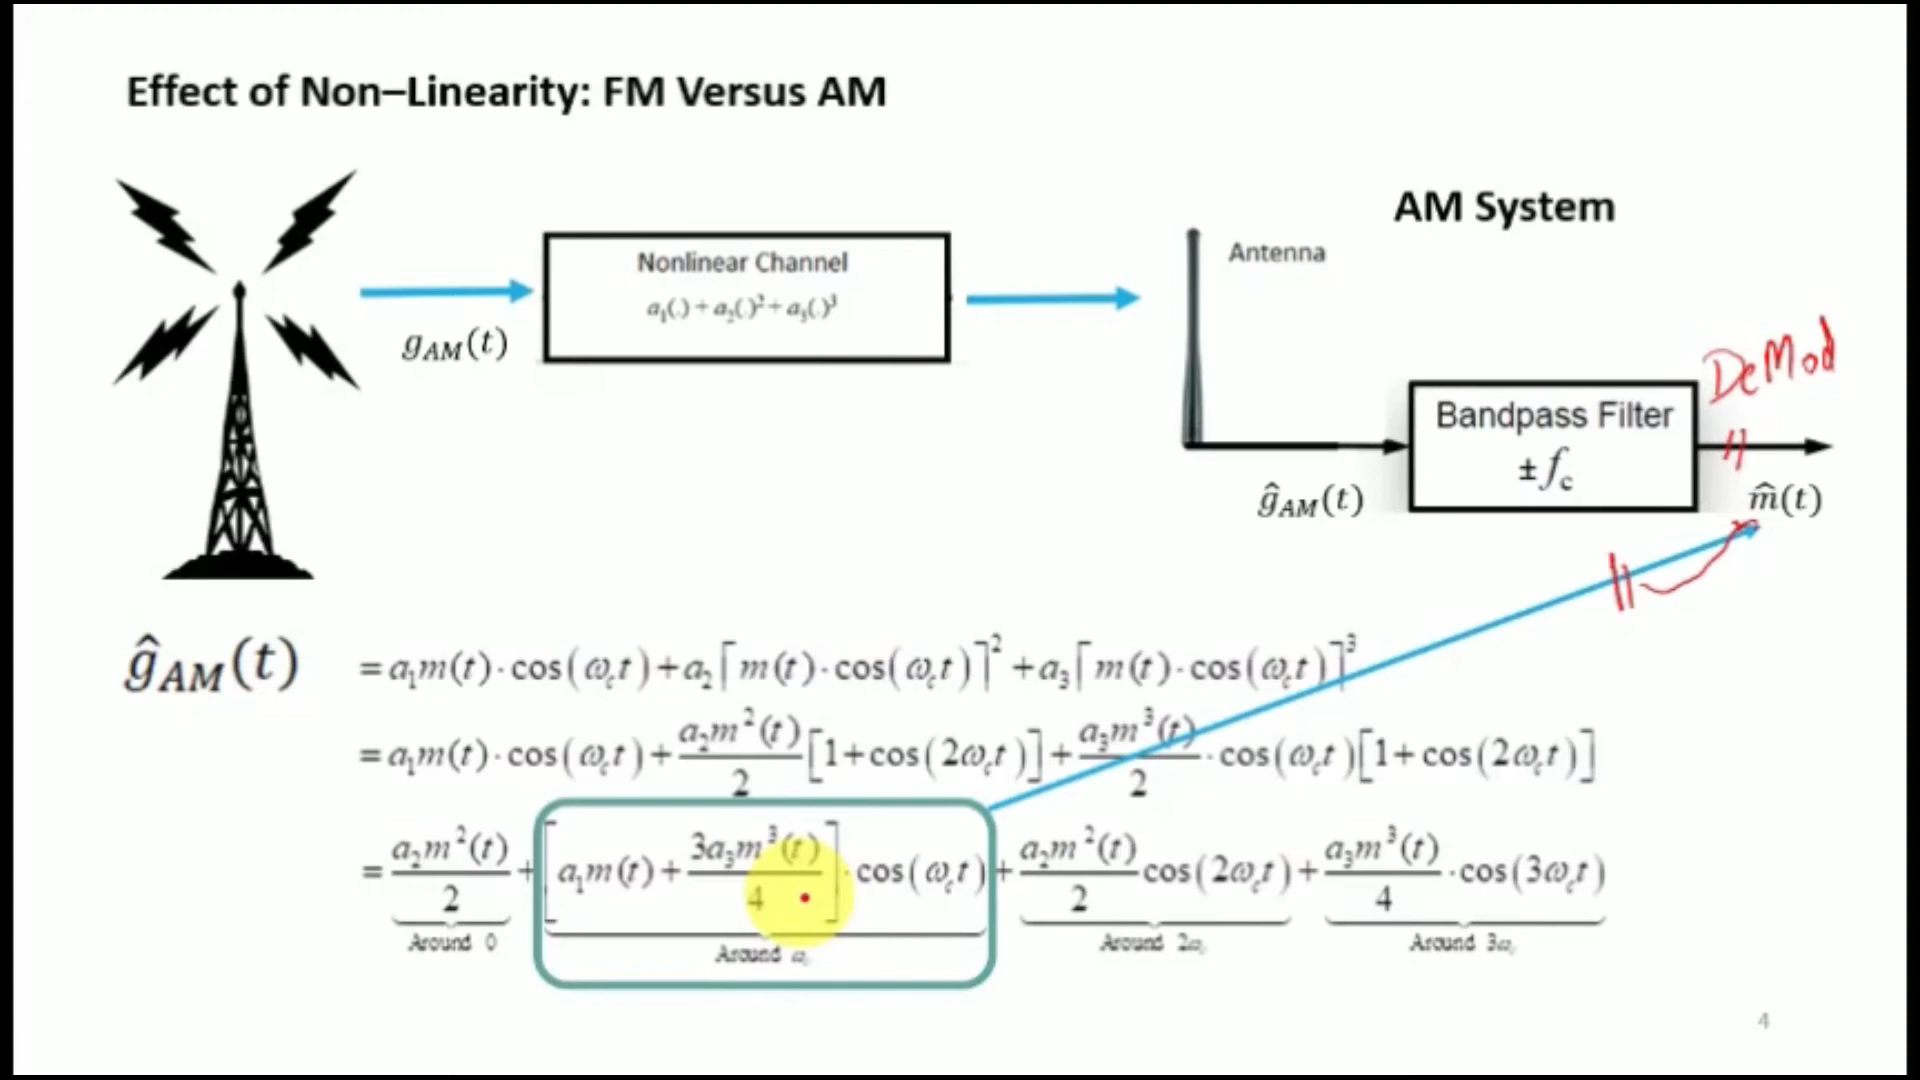 Effect of Non–Linearity: FM Versus AM
AM System
Antenna
Nonlinear Channel
a₁(.) + a₂(.)² + a₃(.)³
g_AM(t)
DeMod
Bandpass Filter
± f_c
ĝ_AM(t)
m̂(t)
ĝ_AM(t) = a₁m(t)·cos(ω_c t) + a₂[m(t)·cos(ω_c t)]² + a₃[m(t)·cos(ω_c t)]³
= a₁m(t)·cos(ω_c t) + a₂m²(t)/2 [1+cos(2ω_c t)] + a₃m³(t)/2 ·cos(ω_c t)[1+cos(2ω_c t)]
= a₂m²(t)/2 + [a₁m(t) + 3a₃m³(t)/4]·cos(ω_c t) + a₂m²(t)/2 cos(2ω_c t) + a₃m³(t)/4 ·cos(3ω_c t)
Around 0 Around ω_c Around 2ω_c Around 3ω_c
4